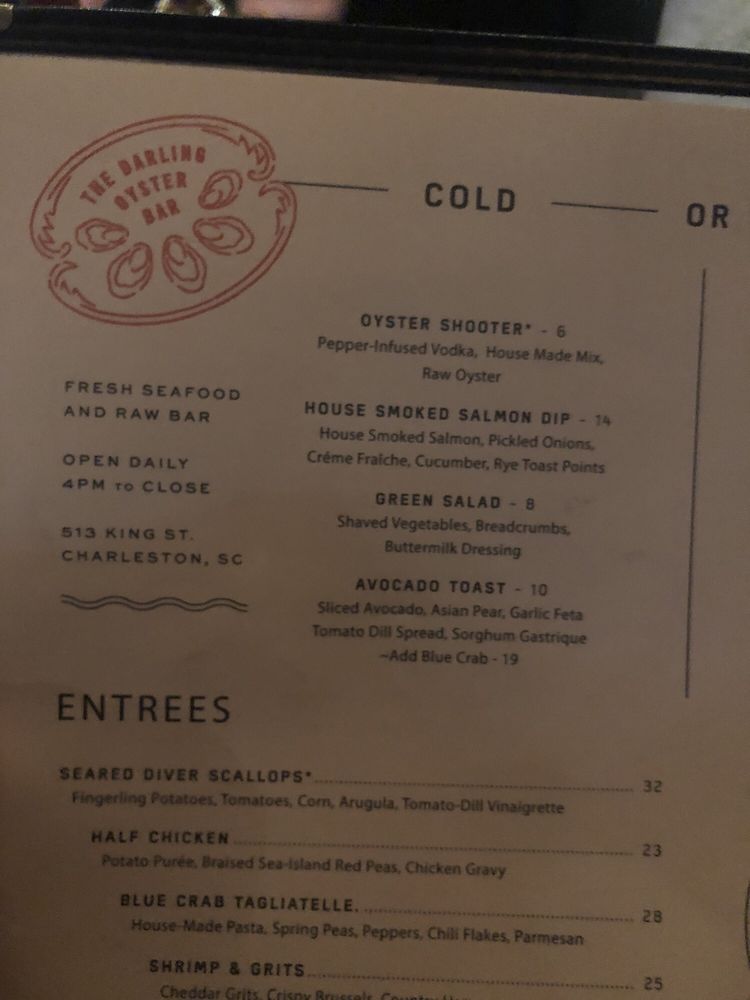 THE DARLING
OYSTER
BAR
COLD
OR
FRESH SEAFOOD
AND RAW BAR
OPEN DAILY
4PM TO CLOSE
513 KING ST.
CHARLESTON, SC
OYSTER SHOOTER* - 6
Pepper-Infused Vodka, House Made Mix,
Raw Oyster
HOUSE SMOKED SALMON DIP - 14
House Smoked Salmon, Pickled Onions,
Créme Fraîche, Cucumber, Rye Toast Points
GREEN SALAD - 8
Shaved Vegetables, Breadcrumbs,
Buttermilk Dressing
AVOCADO TOAST - 10
Sliced Avocado, Asian Pear, Garlic Feta
Tomato Dill Spread, Sorghum Gastrique
~Add Blue Crab - 19
ENTREES
SEARED DIVER SCALLOPS* 32
Fingerling Potatoes, Tomatoes, Corn, Arugula, Tomato-Dill Vinaigrette
HALF CHICKEN 23
Potato Purée, Braised Sea-Island Red Peas, Chicken Gravy
BLUE CRAB TAGLIATELLE. 28
House-Made Pasta, Spring Peas, Peppers, Chili Flakes, Parmesan
SHRIMP & GRITS 25
Cheddar Grits, Crispy Brussels, Country